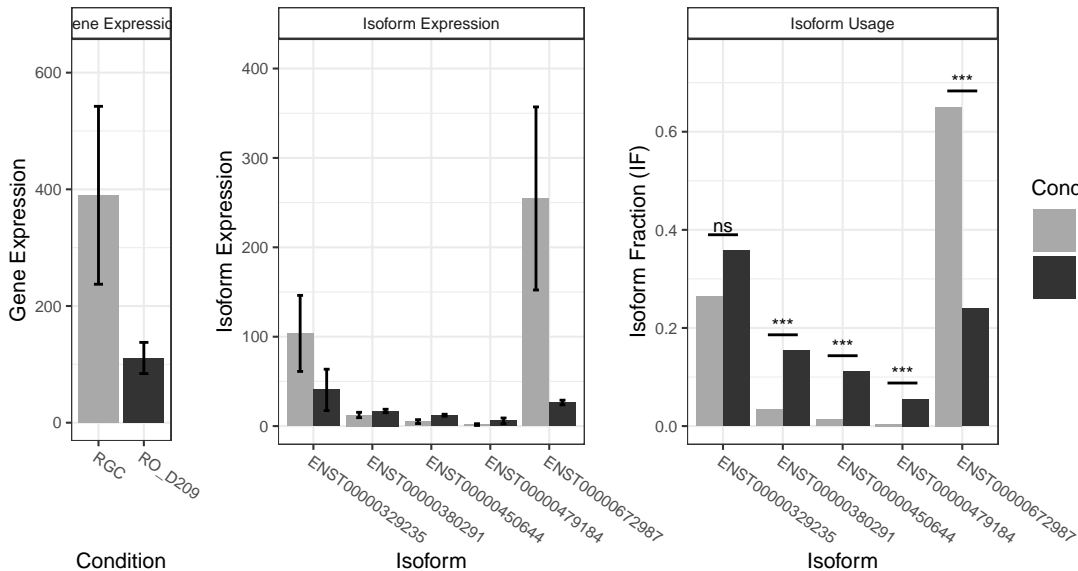 ene Expressio
Gene Expression
600
400
200
0
RGC
RO_D209
Condition
Isoform Expression
Isoform Expression
400
300
200
100
0
ENST00000329235
ENST00000380291
ENST00000450644
ENST00000479184
ENST00000672987
Isoform
Isoform Usage
Isoform Fraction (IF)
0.6
0.4
0.2
0.0
ns
***
***
***
***
ENST00000329235
ENST00000380291
ENST00000450644
ENST00000479184
ENST00000672987
Isoform
Cond